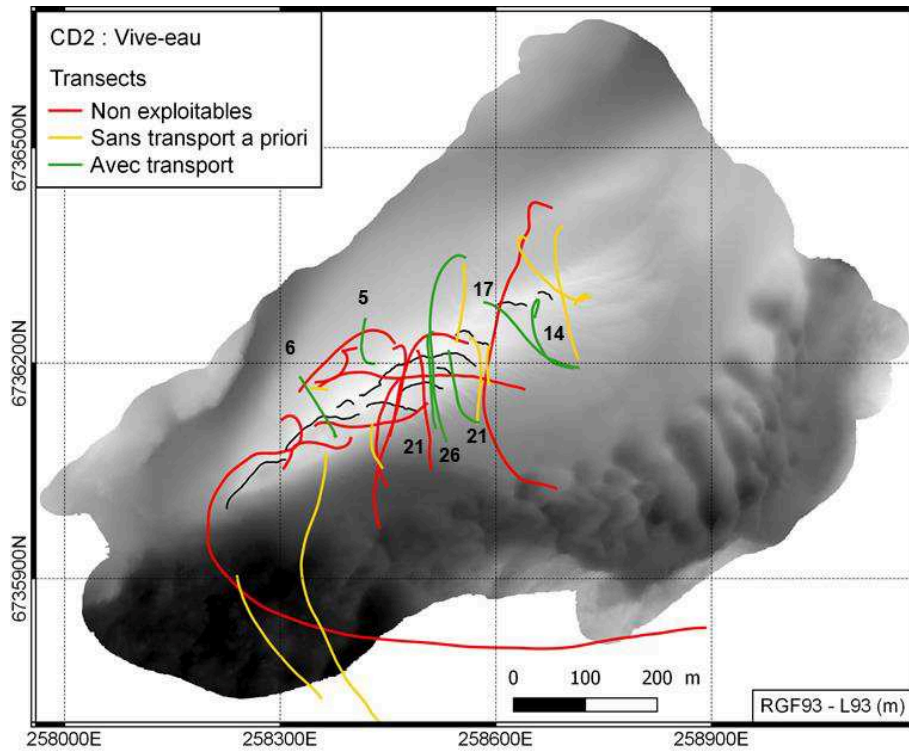 CD2 : Vive-eau
Transects
Non exploitables
Sans transport a priori
Avec transport
6736500N
6736200N
6735900N
5
6
17
14
21
26
21
0 100 200 m
RGF93 - L93 (m)
258000E 258300E 258600E 258900E